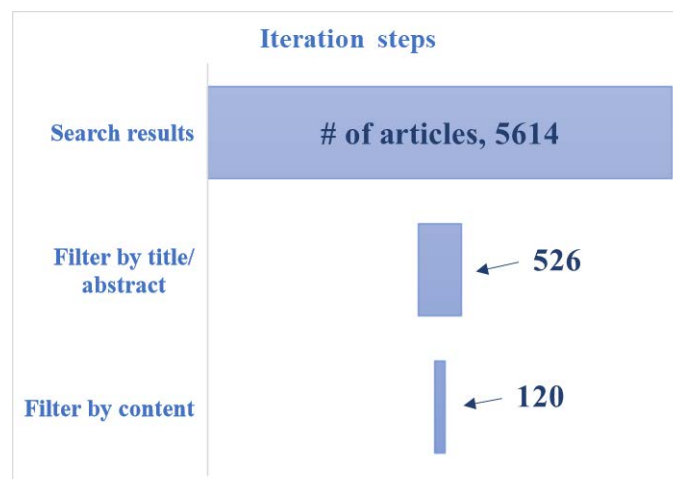 Iteration steps
Search results
# of articles, 5614
Filter by title/
abstract
526
Filter by content
120